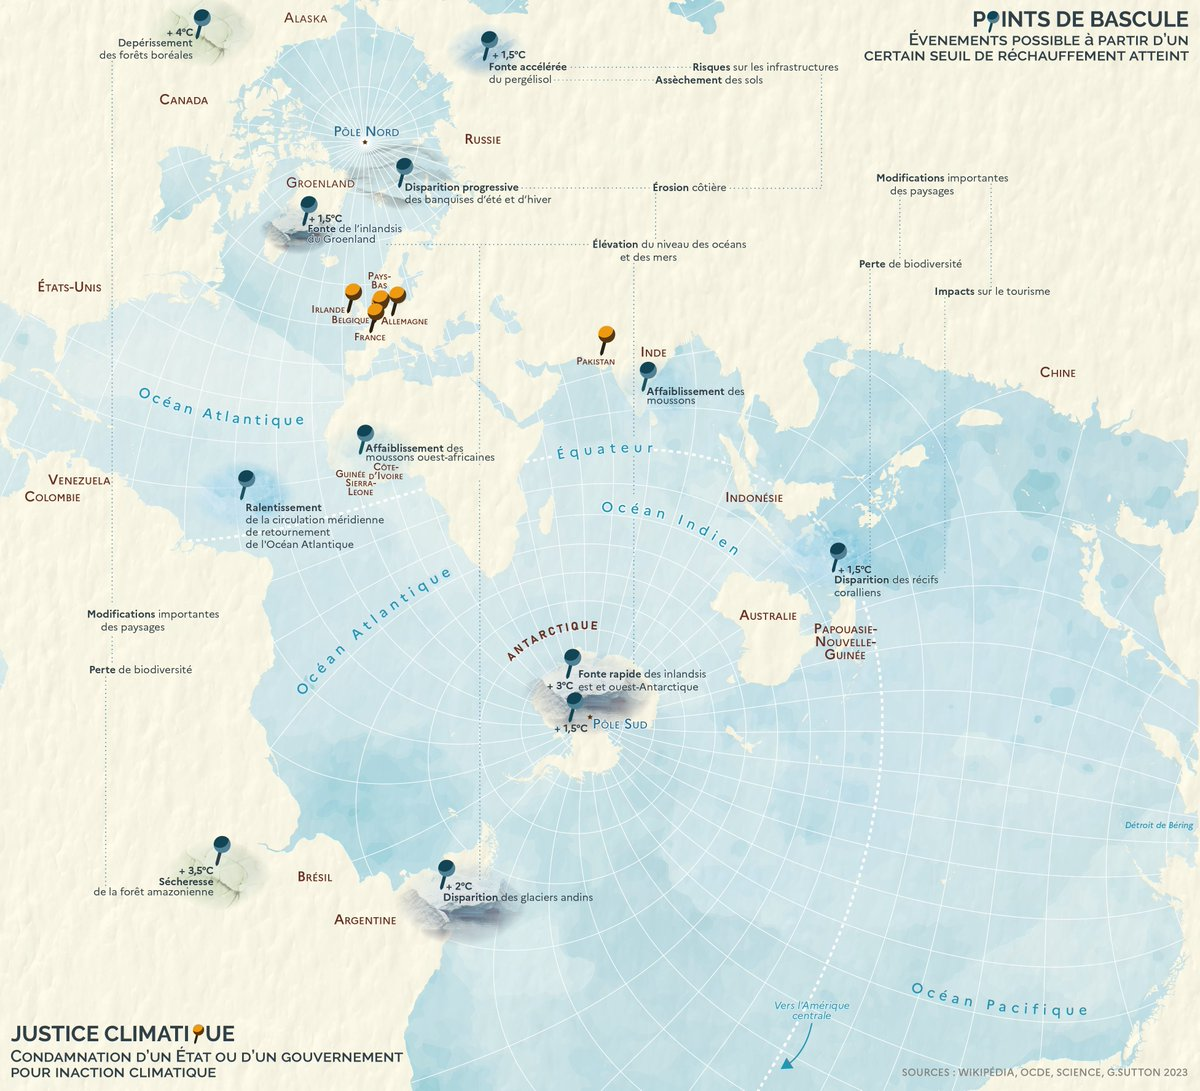 POINTS DE BASCULE
ÉVENEMENTS POSSIBLE à PARTIR D'UN
CERTAIN SEUIL DE RéCHAUFFEMENT ATTEINT
ALASKA
+ 4°C
Depérissement
des forêts boréales
+ 1,5°C
Fonte accélérée
du pergélisol
Risques sur les infrastructures
Assèchement des sols
CANADA
PÔLE NORD
RUSSIE
GROENLAND
Disparition progressive
des banquises d'été et d'hiver
Érosion côtière
Modifications importantes
des paysages
+ 1,5°C
Fonte de l'inlandsis
du Groenland
Élévation du niveau des océans
et des mers
Perte de biodiversité
Impacts sur le tourisme
ÉTATS-UNIS
PAYS-
BAS
IRLANDE
BELGIQUE
ALLEMAGNE
FRANCE
PAKISTAN
INDE
CHINE
Affaiblissement des
moussons
Océan Atlantique
Affaiblissement des
moussons ouest-africaines
Équateur
CÔTE-
D'IVOIRE
GUINÉE
SIERRA-
LEONE
VENEZUELA
COLOMBIE
INDONÉSIE
Ralentissement
de la circulation méridienne
de retournement
de l'Océan Atlantique
Océan Indien
+ 1,5°C
Disparition des récifs
coralliens
Océan Atlantique
Modifications importantes
des paysages
Perte de biodiversité
AUSTRALIE
PAPOUASIE-
NOUVELLE-
GUINÉE
ANTARCTIQUE
Fonte rapide des inlandsis
est et ouest-Antarctique
+ 3°C
+ 1,5°C
PÔLE SUD
Détroit de Béring
+ 3,5°C
Sécheresse
de la forêt amazonienne
BRÉSIL
ARGENTINE
+ 2°C
Disparition des glaciers andins
Océan Pacifique
Vers l'Amérique
centrale
JUSTICE CLIMATIQUE
CONDAMNATION D'UN ÉTAT OU D'UN GOUVERNEMENT
POUR INACTION CLIMATIQUE
SOURCES : WIKIPÉDIA, OCDE, SCIENCE, G.SUTTON 2023